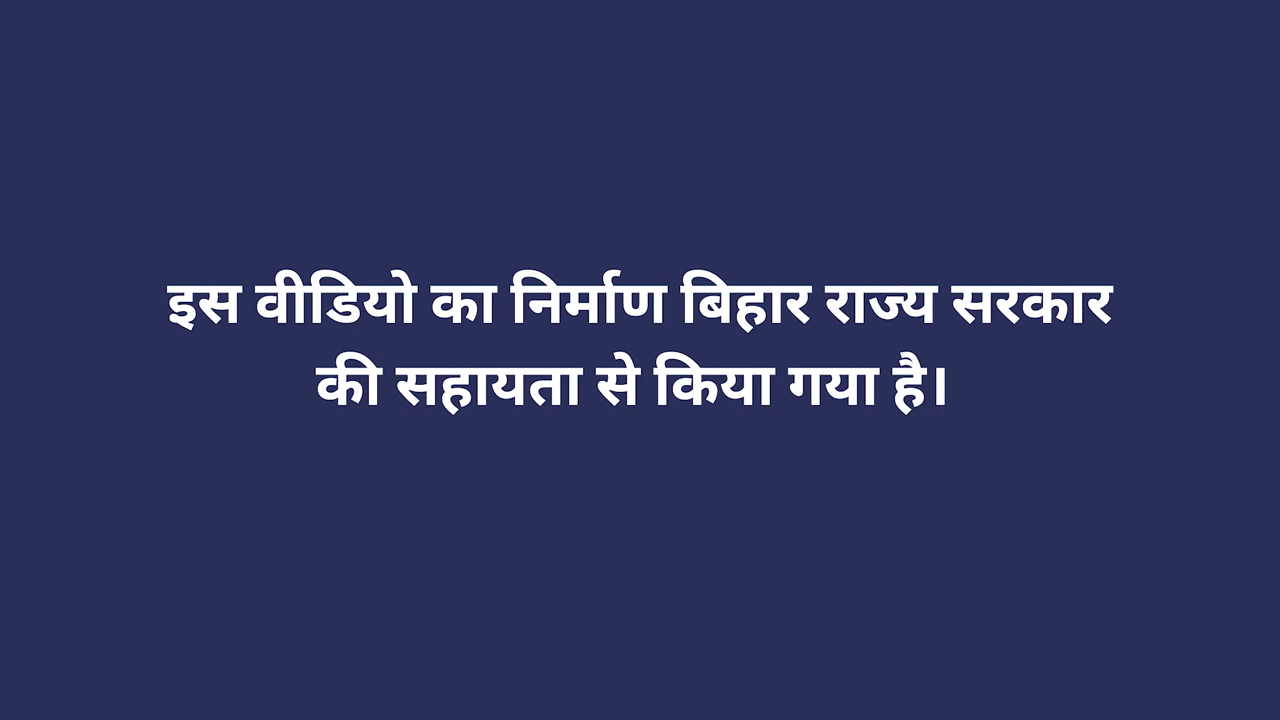 इस वीडियो का निर्माण बिहार राज्य सरकार
की सहायता से किया गया है।